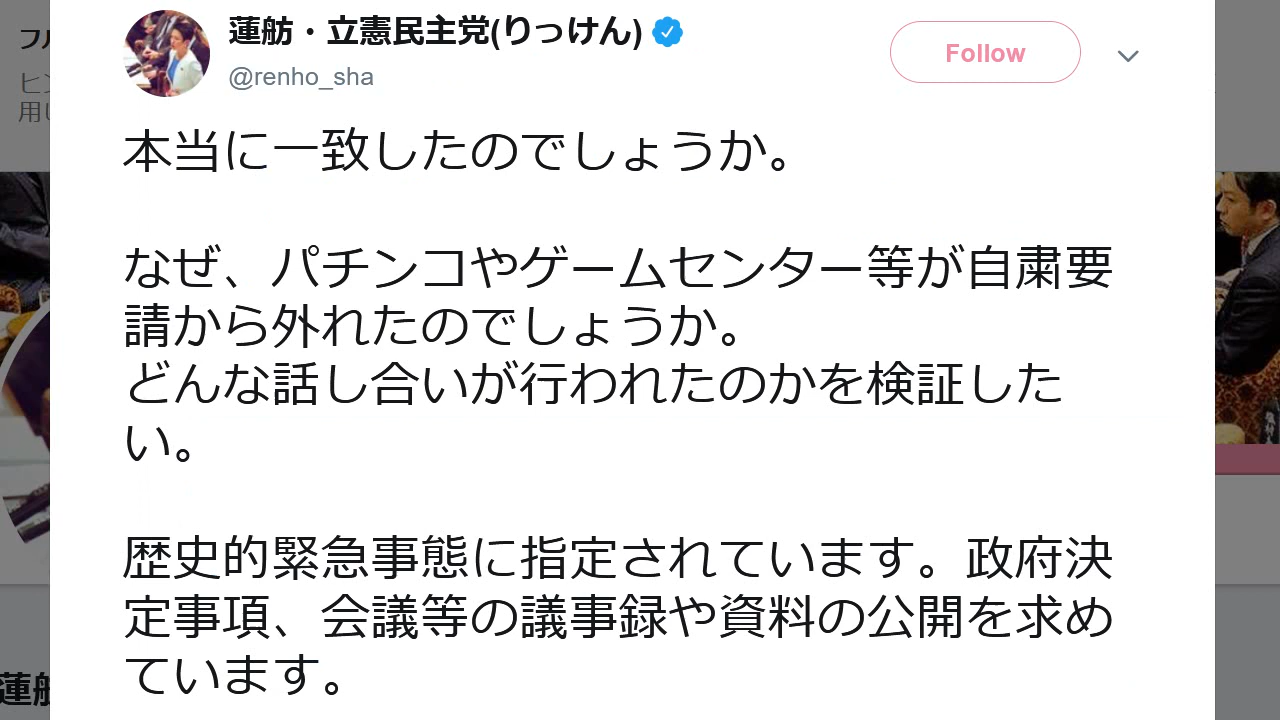 蓮舫・立憲民主党(りっけん)
@renho_sha
Follow
本当に一致したのでしょうか。
なぜ、パチンコやゲームセンター等が自粛要
請から外れたのでしょうか。
どんな話し合いが行われたのかを検証した
い。
歴史的緊急事態に指定されています。政府決
定事項、会議等の議事録や資料の公開を求め
ています。